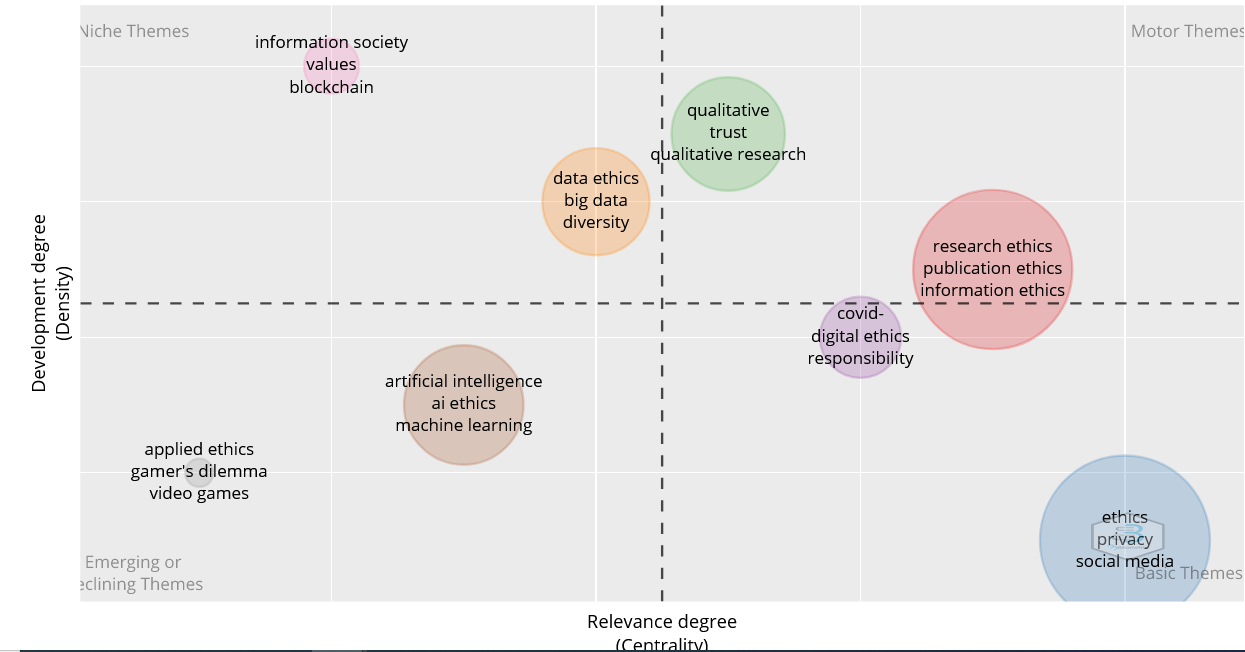 Niche Themes
Motor Themes
information society
values
blockchain
qualitative
trust
qualitative research
data ethics
big data
diversity
research ethics
publication ethics
information ethics
covid-
digital ethics
responsibility
artificial intelligence
ai ethics
machine learning
applied ethics
gamer's dilemma
video games
ethics
privacy
social media
Emerging or
eclining Themes
Basic Themes
Development degree
(Density)
Relevance degree
(Centrality)